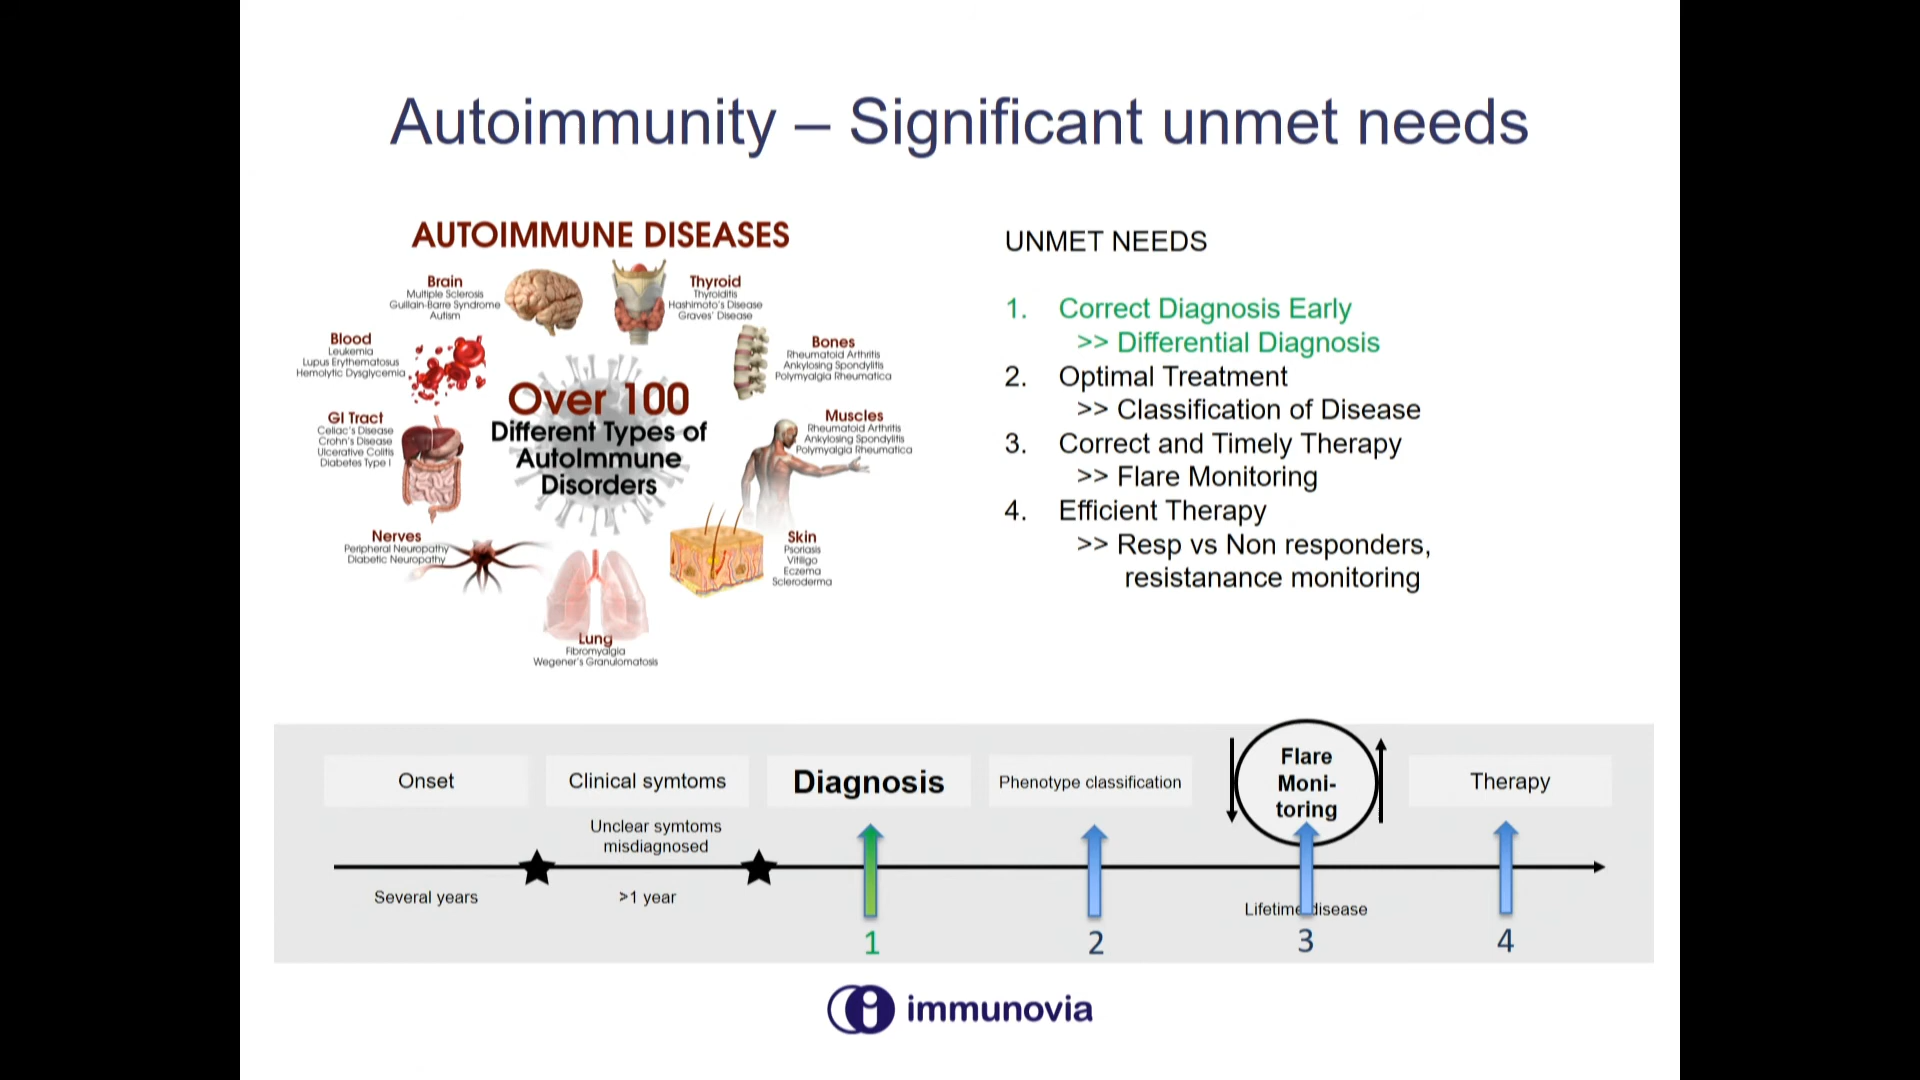 Autoimmunity – Significant unmet needs
AUTOIMMUNE DISEASES
Brain
Multiple Sclerosis
Guillain-Barre Syndrome
Autism
Thyroid
Thyroiditis
Hashimoto's Disease
Graves' Disease
Blood
Leukemia
Lupus Erythematosus
Hemolytic Dysglycemia
Bones
Rheumatoid Arthritis
Ankylosing Spondylitis
Polymyalgia Rheumatica
Over 100
Different Types of
AutoImmune
Disorders
GI Tract
Celiac's Disease
Crohn's Disease
Ulcerative Colitis
Diabetes Type I
Muscles
Rheumatoid Arthritis
Ankylosing Spondylitis
Polymyalgia Rheumatica
Nerves
Peripheral Neuropathy
Diabetic Neuropathy
Skin
Psoriasis
Vitiligo
Eczema
Scleroderma
Lung
Fibromyalgia
Wegener's Granulomatosis
UNMET NEEDS
1. Correct Diagnosis Early
>> Differential Diagnosis
2. Optimal Treatment
>> Classification of Disease
3. Correct and Timely Therapy
>> Flare Monitoring
4. Efficient Therapy
>> Resp vs Non responders,
resistanance monitoring
Onset
Clinical symtoms
Diagnosis
Phenotype classification
Flare
Moni-
toring
Therapy
Unclear symtoms
misdiagnosed
Several years
>1 year
Lifetime disease
1
2
3
4
immunovia